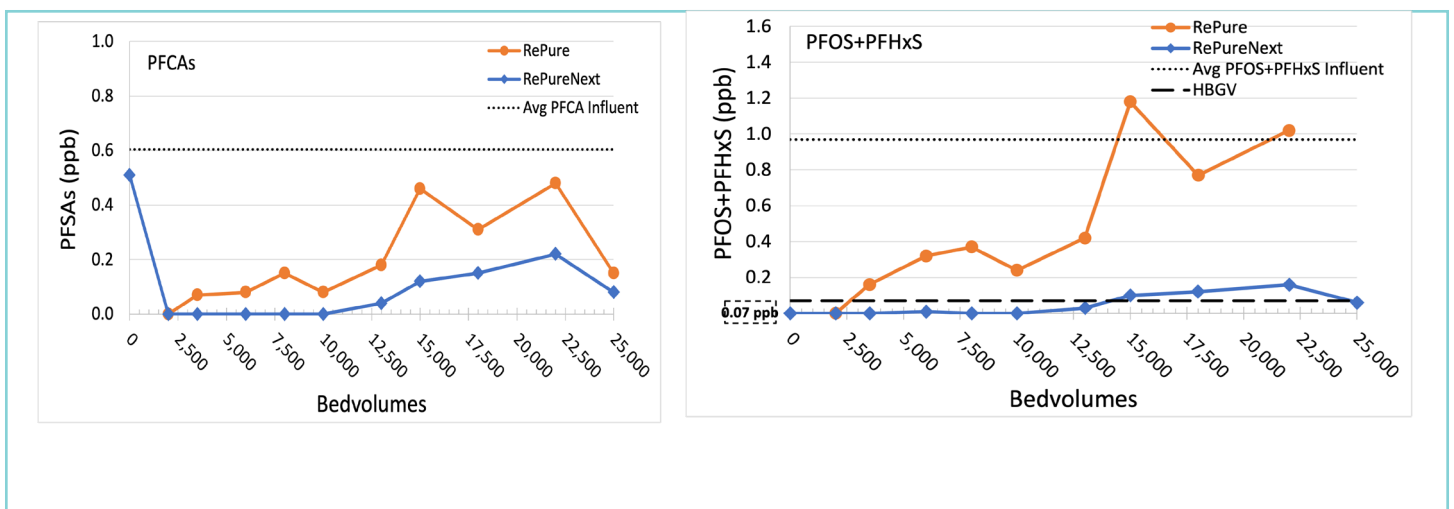 PFCAs
RePure
RePureNext
Avg PFCA Influent
PFSAs (ppb)
1.0
0.8
0.6
0.4
0.2
0.0
0
2,500
5,000
7,500
10,000
12,500
15,000
17,500
20,000
22,500
25,000
Bedvolumes
PFOS+PFHxS
RePure
RePureNext
Avg PFOS+PFHxS Influent
HBGV
PFOS+PFHxS (ppb)
1.6
1.4
1.2
1.0
0.8
0.6
0.4
0.2
0.07 ppb
0
2,500
5,000
7,500
10,000
12,500
15,000
17,500
20,000
22,500
25,000
Bedvolumes